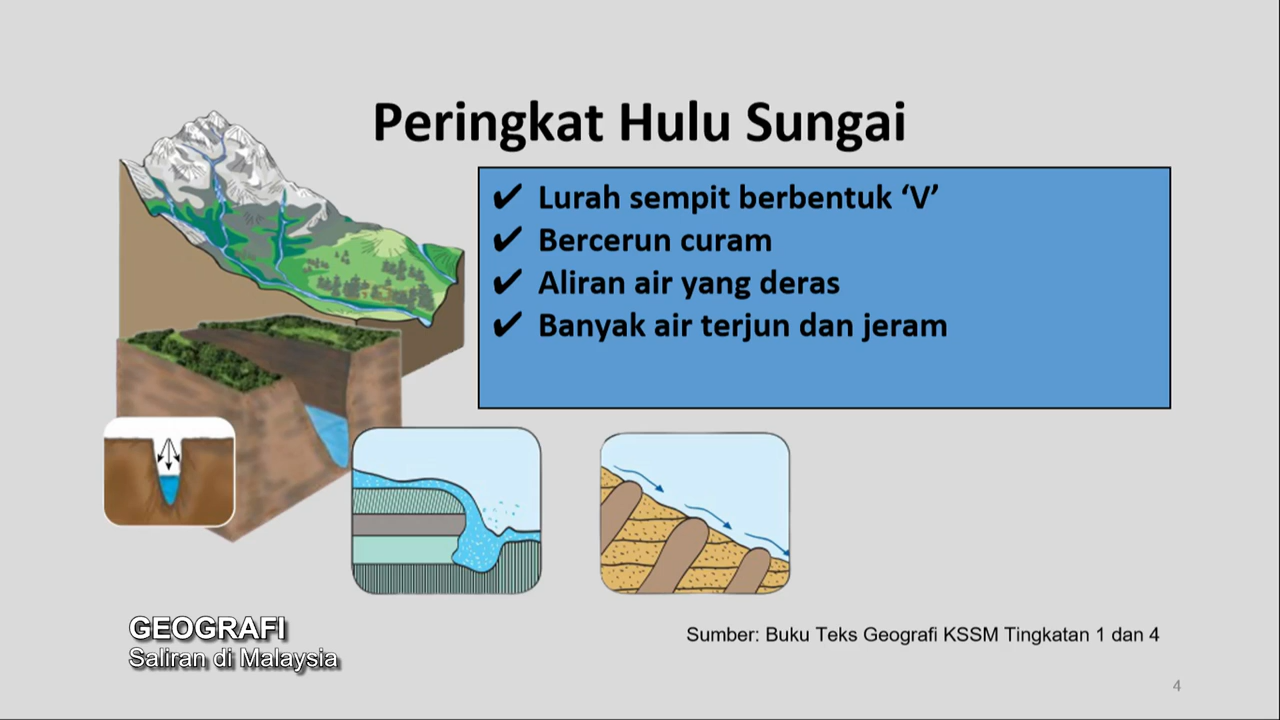 Peringkat Hulu Sungai
✔ Lurah sempit berbentuk ‘V’
✔ Bercerun curam
✔ Aliran air yang deras
✔ Banyak air terjun dan jeram
GEOGRAFI
Saliran di Malaysia
Sumber: Buku Teks Geografi KSSM Tingkatan 1 dan 4
4